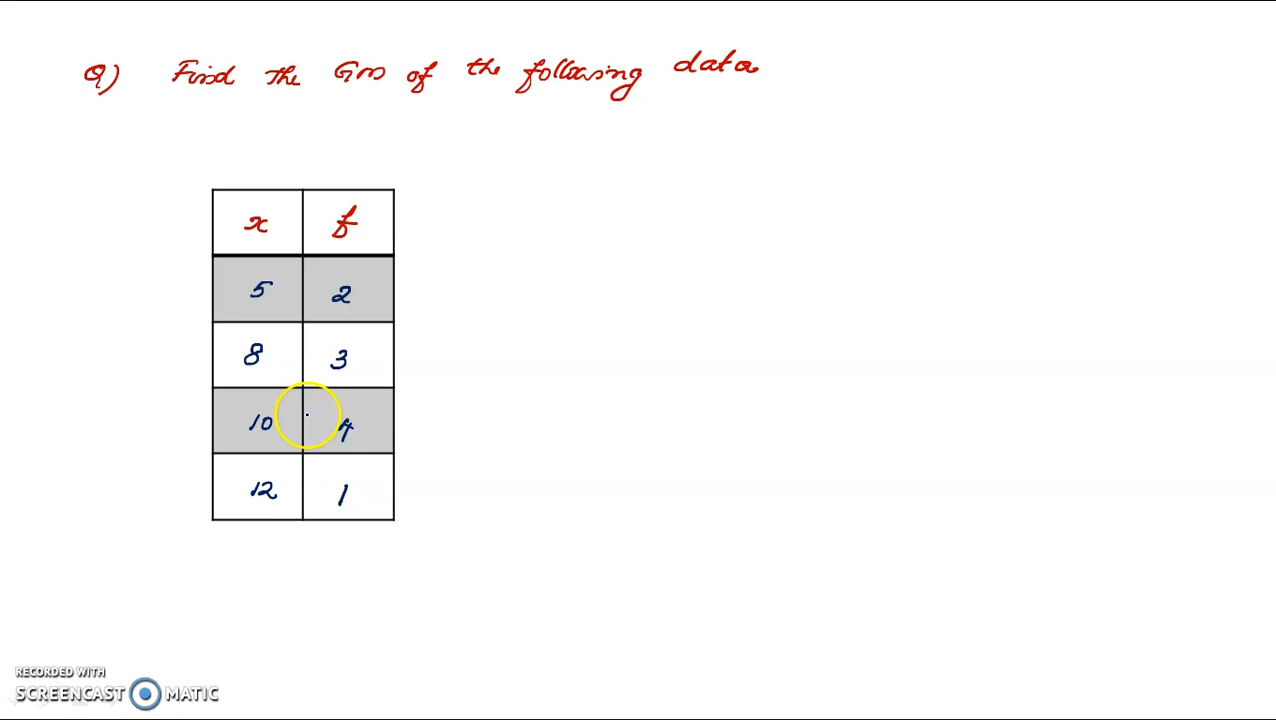 Q) Find the GM of the following data
x f
5 2
8 3
10 4
12 1
RECORDED WITH
SCREENCAST MATIC